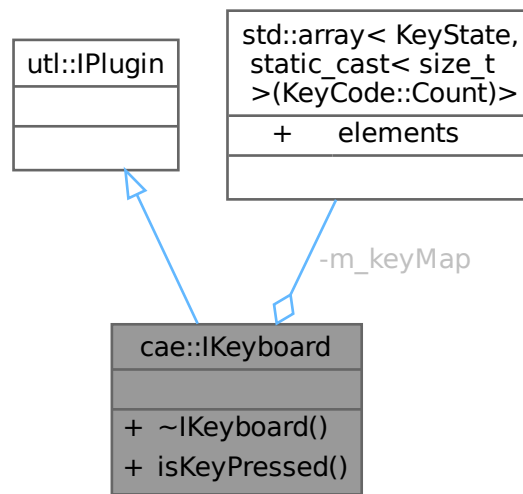 utl::IPlugin
std::array< KeyState,
static_cast< size_t
>(KeyCode::Count)>
+ elements
-m_keyMap
cae::IKeyboard
+ ~IKeyboard()
+ isKeyPressed()